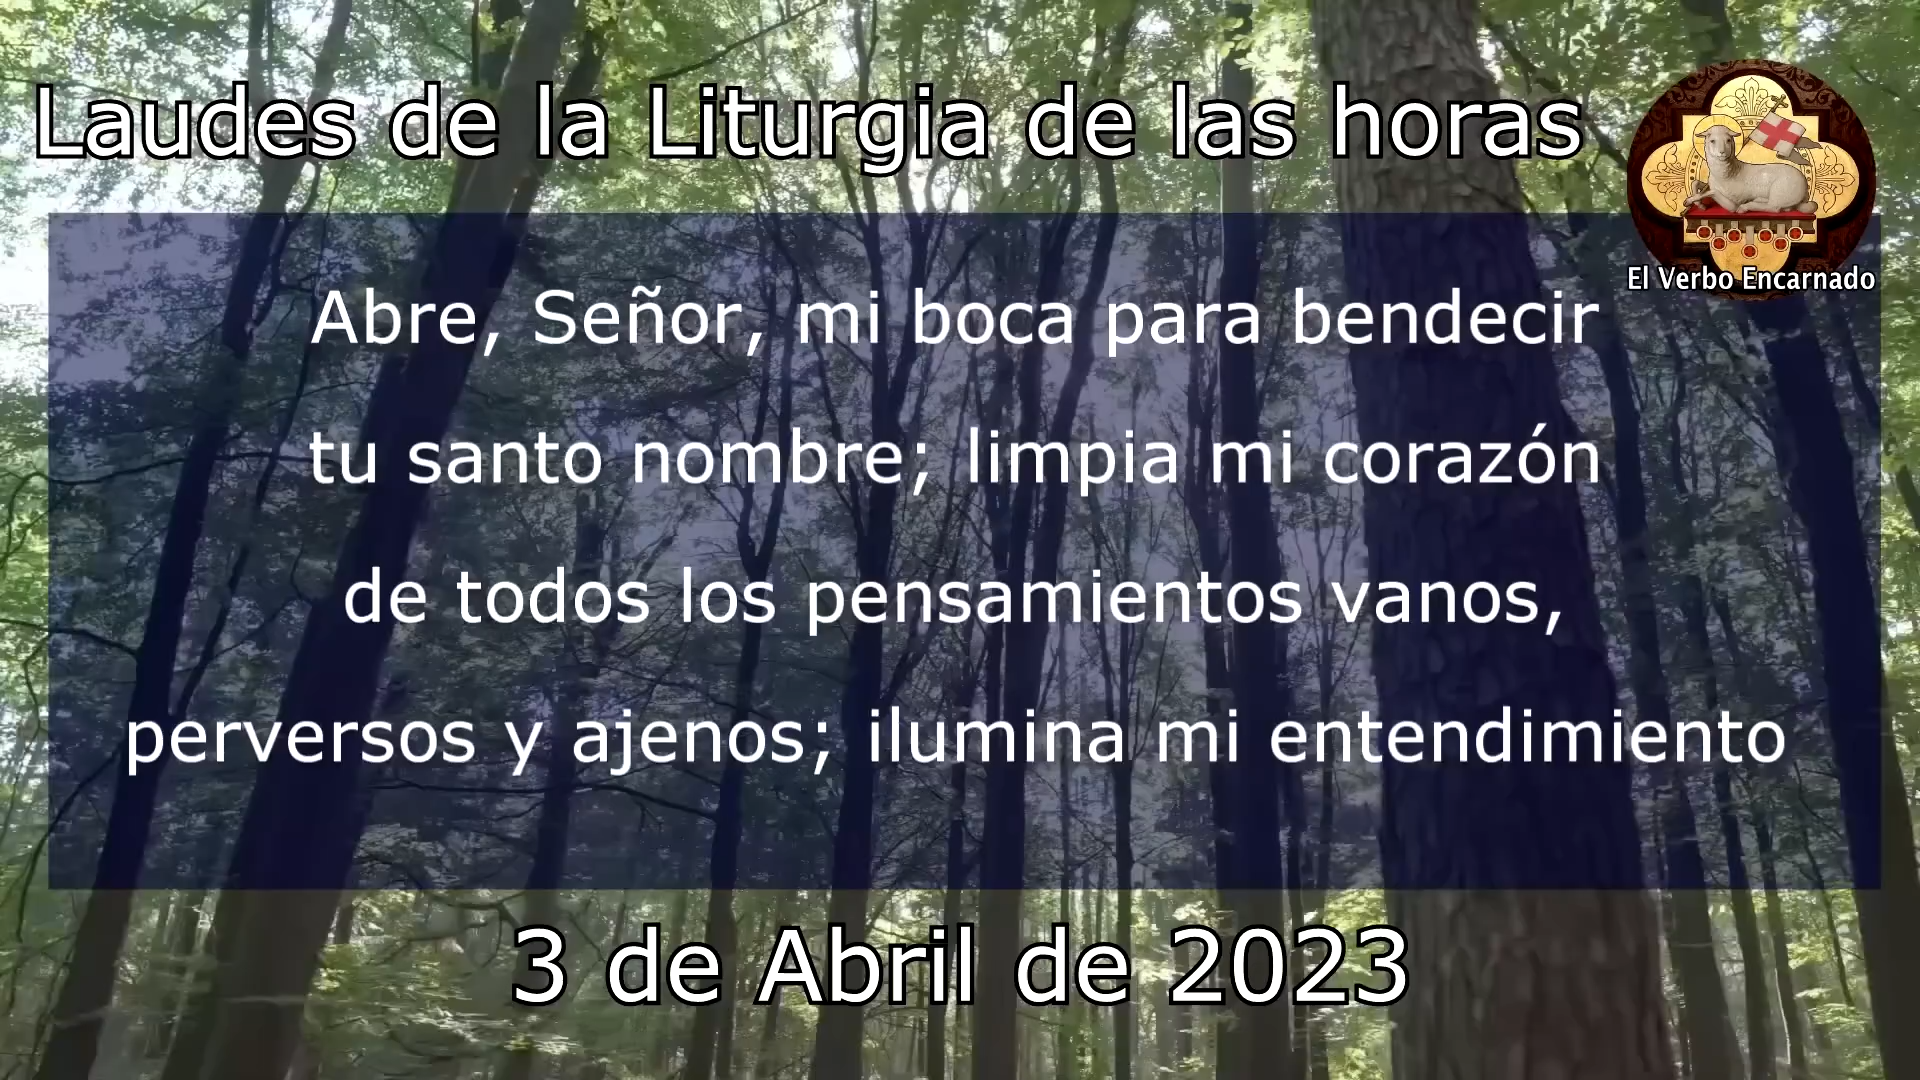 Laudes de la Liturgia de las horas
El Verbo Encarnado
Abre, Señor, mi boca para bendecir
tu santo nombre; limpia mi corazón
de todos los pensamientos vanos,
perversos y ajenos; ilumina mi entendimiento
3 de Abril de 2023